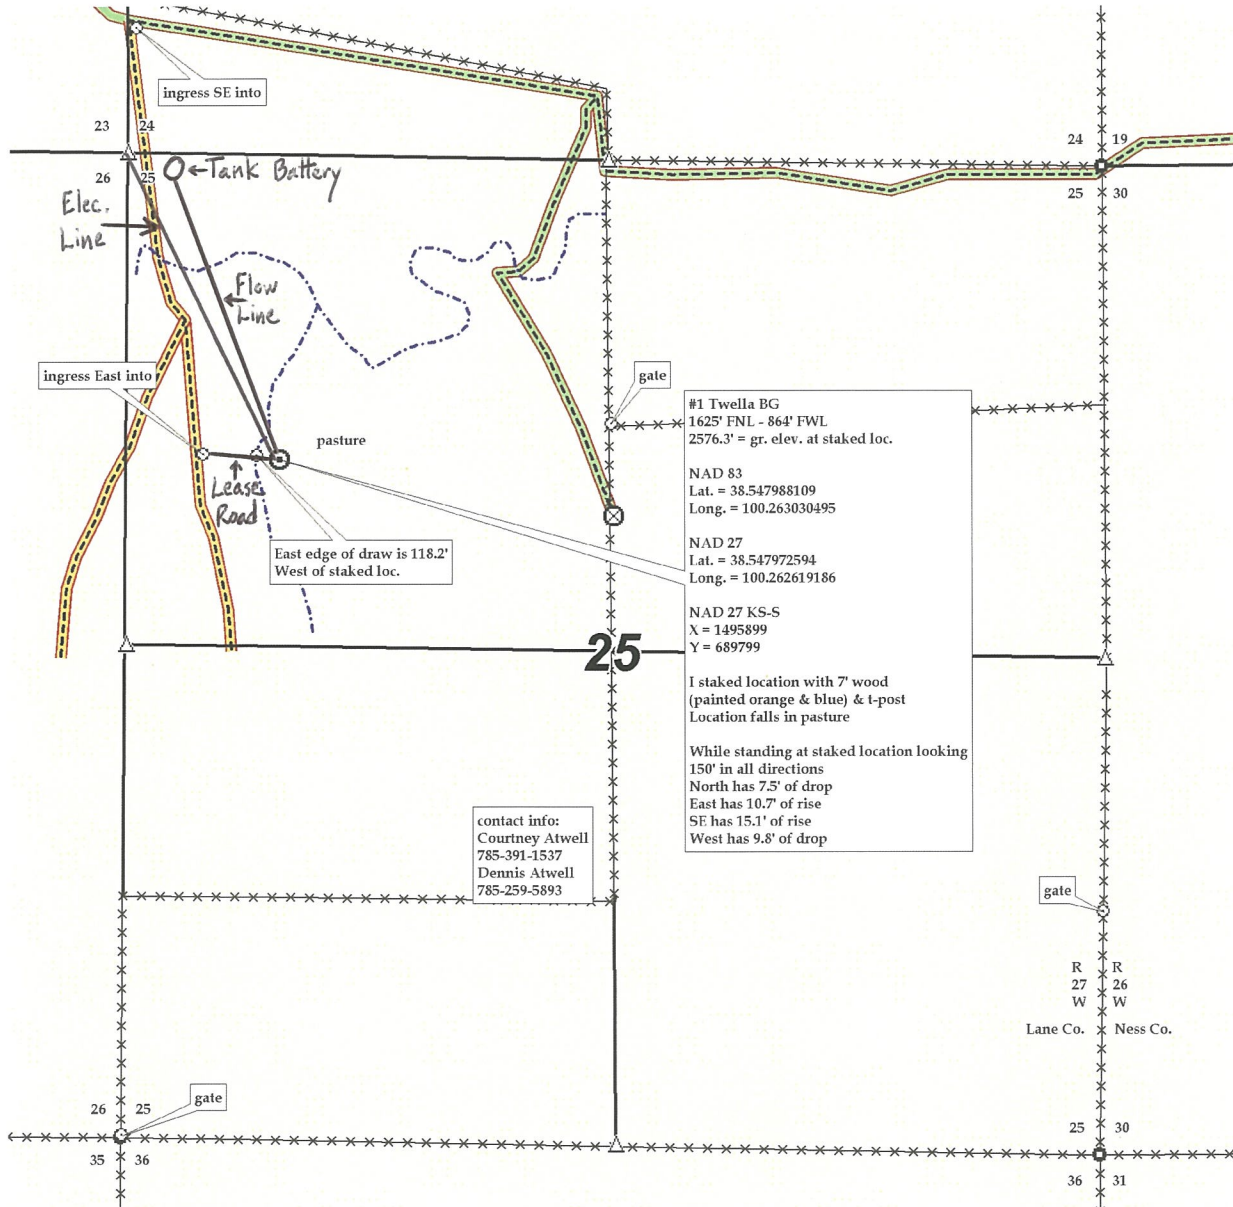 ingress SE into
23 24
24 19
26 25
25 30
←Tank Battery
Elec.
Line
Flow
Line
ingress East into
gate
pasture
Lease
Road
East edge of draw is 118.2'
West of staked loc.
#1 Twella BG
1625' FNL - 864' FWL
2576.3' = gr. elev. at staked loc.
NAD 83
Lat. = 38.547988109
Long. = 100.263030495
NAD 27
Lat. = 38.547972594
Long. = 100.262619186
NAD 27 KS-S
X = 1495899
Y = 689799
I staked location with 7' wood
(painted orange & blue) & t-post
Location falls in pasture
While standing at staked location looking
150' in all directions
North has 7.5' of drop
East has 10.7' of rise
SE has 15.1' of rise
West has 9.8' of drop
25
contact info:
Courtney Atwell
785-391-1537
Dennis Atwell
785-259-5893
gate
R R
27 26
W W
Lane Co. Ness Co.
gate
26 25
35 36
25 30
36 31